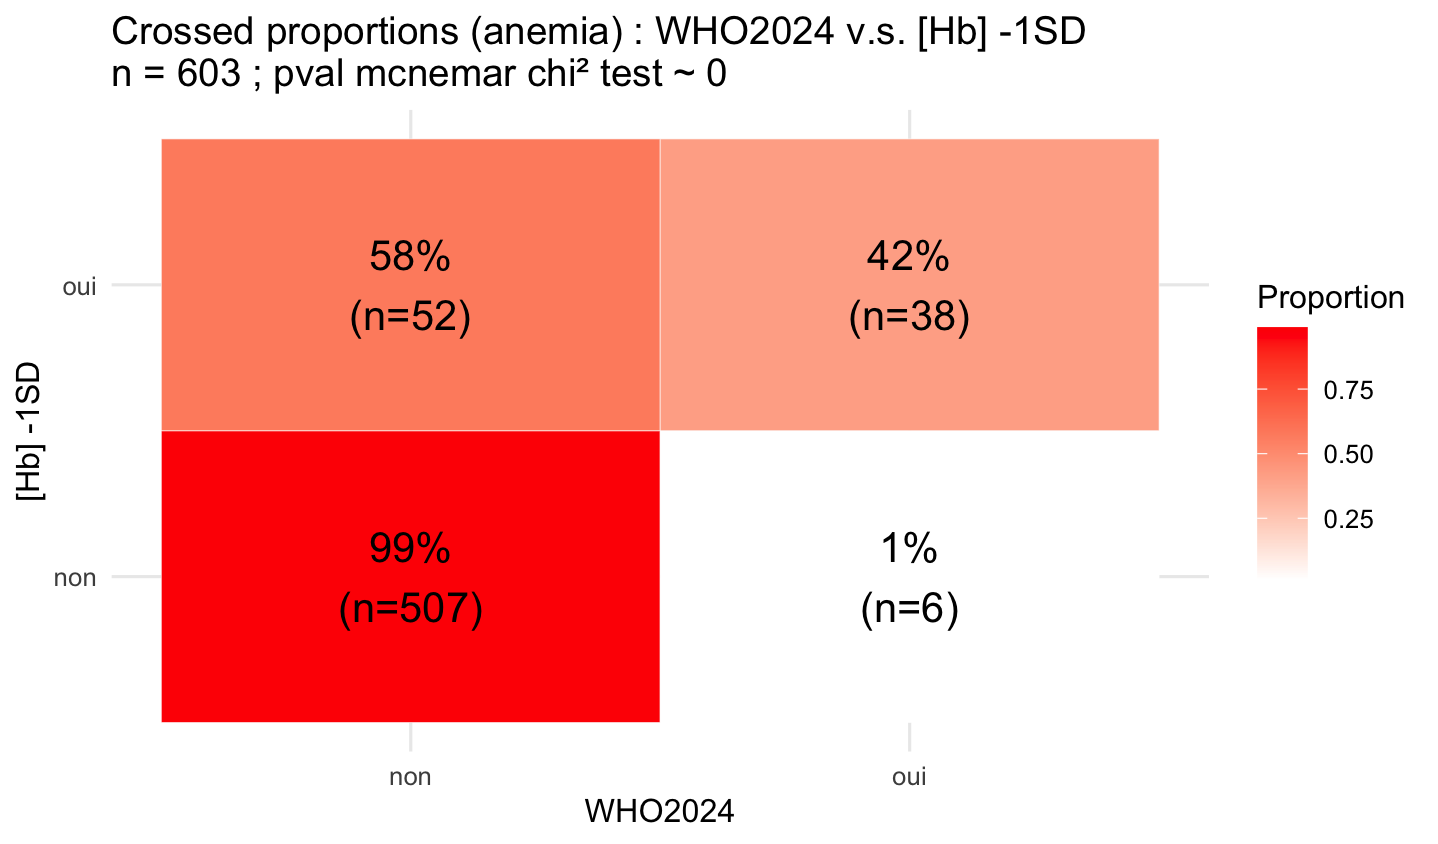 Crossed proportions (anemia) : WHO2024 v.s. [Hb] -1SD
n = 603 ; pval mcnemar chi² test ~ 0
58%
(n=52)
42%
(n=38)
oui
99%
(n=507)
1%
(n=6)
non
[Hb] -1SD
non
oui
WHO2024
Proportion
0.75
0.50
0.25